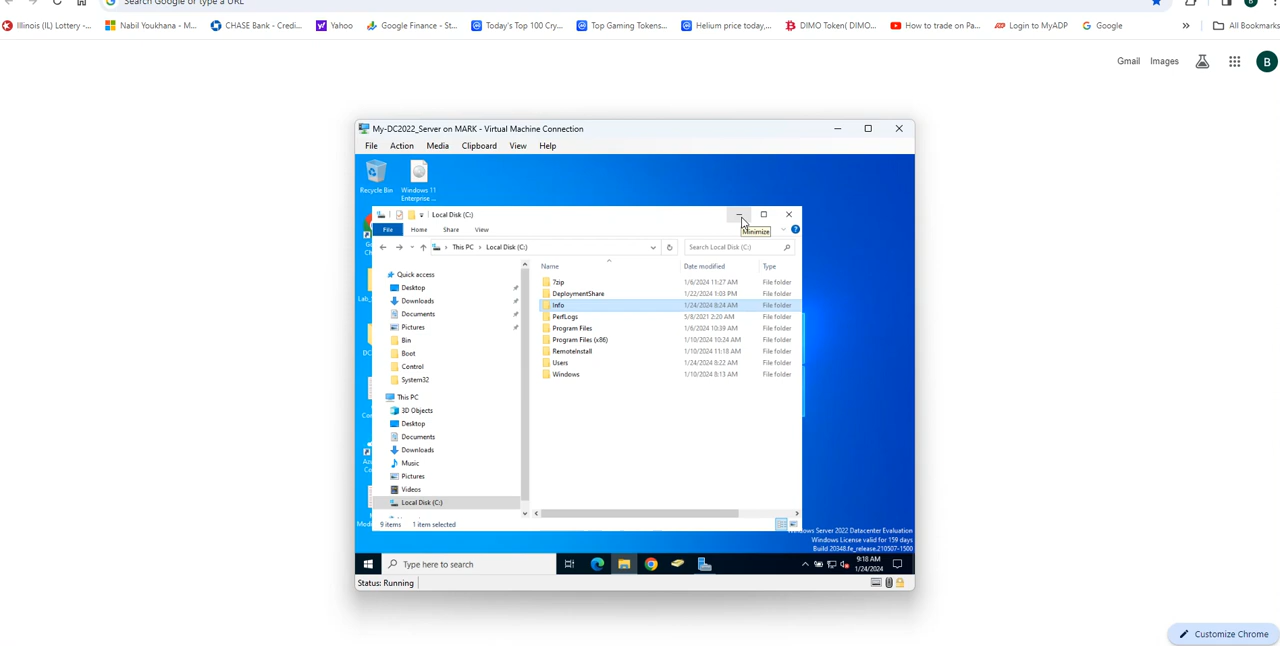 Search Google or type a URL
Illinois (IL) Lottery -... Nabil Youkhana - M... CHASE Bank - Credi... Yahoo Google Finance - St... Today's Top 100 Cry... Top Gaming Tokens... Helium price today,... DIMO Token( DIMO... How to trade on Pa... Login to MyADP Google » All Bookmarks
Gmail Images B
My-DC2022_Server on MARK - Virtual Machine Connection
File Action Media Clipboard View Help
Recycle Bin
Windows 11
Enterprise ...
Local Disk (C:)
File Home Share View
Minimize
This PC › Local Disk (C:) Search Local Disk (C:)
Name Date modified Type
Quick access
Desktop
Downloads
Documents
Pictures
Bin
Boot
Control
System32
This PC
3D Objects
Desktop
Documents
Downloads
Music
Pictures
Videos
Local Disk (C:)
7zip 1/6/2024 11:27 AM File folder
DeploymentShare 1/22/2024 1:03 PM File folder
Info 1/24/2024 8:24 AM File folder
PerfLogs 5/8/2021 2:20 AM File folder
Program Files 1/6/2024 10:39 AM File folder
Program Files (x86) 1/10/2024 10:24 AM File folder
RemoteInstall 1/10/2024 11:18 AM File folder
Users 1/24/2024 8:22 AM File folder
Windows 1/10/2024 8:13 AM File folder
9 items 1 item selected
Windows Server 2022 Datacenter Evaluation
Windows License valid for 159 days
Build 20348.fe_release.210507-1500
Type here to search
9:18 AM
1/24/2024
Status: Running
Customize Chrome